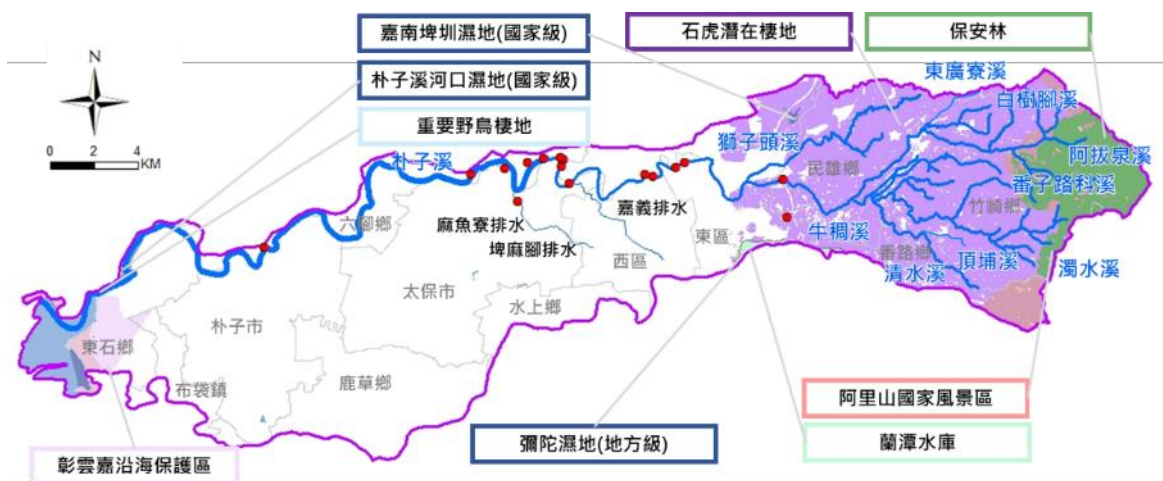 嘉南埤圳濕地(國家級)
石虎潛在棲地
保安林
N
朴子溪河口濕地(國家級)
東廣寮溪
白樹腳溪
重要野鳥棲地
獅子頭溪
朴子溪
阿拔泉溪
民雄鄉
0 2 4
KM
番子路科溪
竹崎鄉
六腳鄉
麻魚寮排水
嘉義排水
牛稠溪
東區
埤麻腳排水
番路鄉
頂埔溪
濁水溪
西區
清水溪
太保市
水上鄉
朴子市
東石鄉
鹿草鄉
布袋鎮
阿里山國家風景區
彌陀濕地(地方級)
蘭潭水庫
彰雲嘉沿海保護區